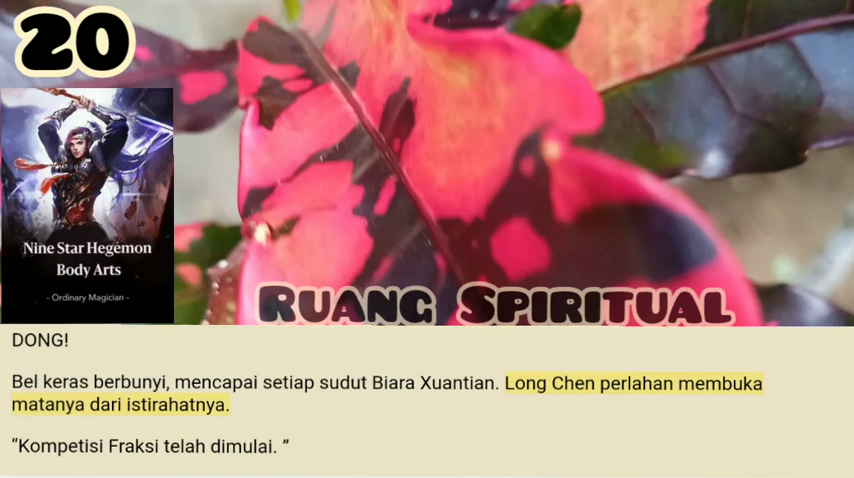 20
Nine Star Hegemon
Body Arts
- Ordinary Magician -
RUANG SPIRITUAL
DONG!
Bel keras berbunyi, mencapai setiap sudut Biara Xuantian. Long Chen perlahan membuka
matanya dari istirahatnya.
“Kompetisi Fraksi telah dimulai. ”